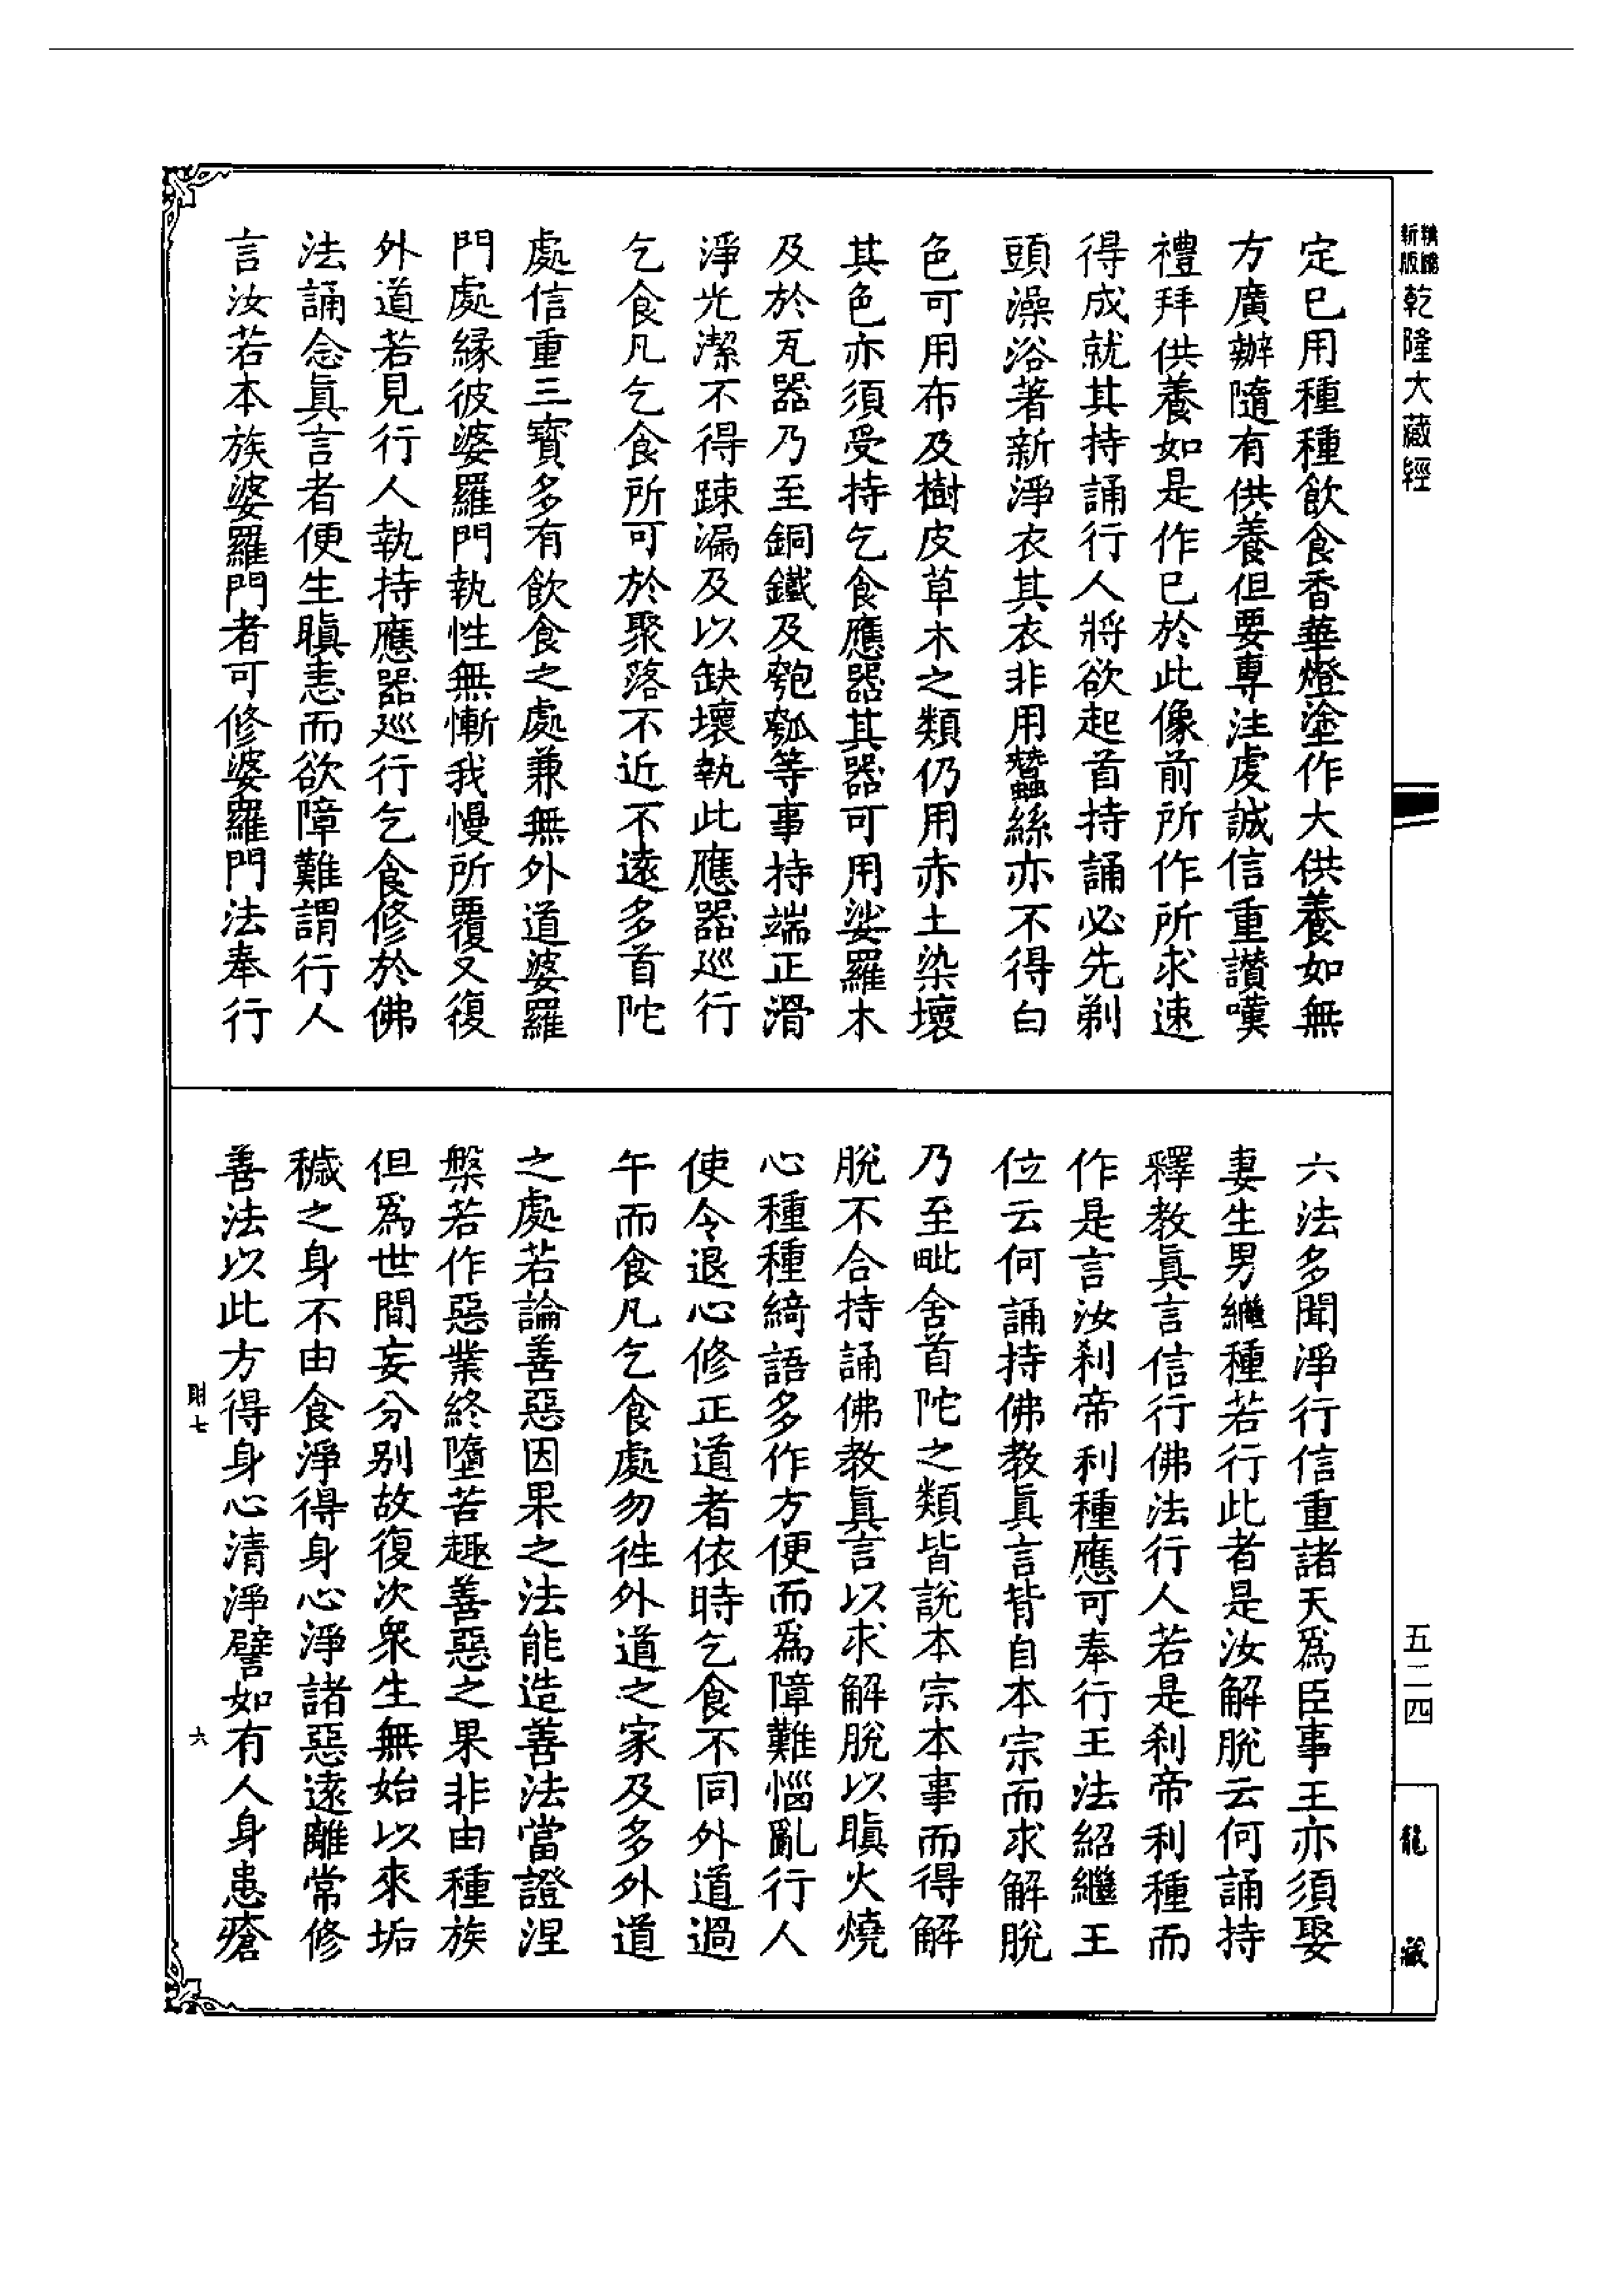 新版精縮乾隆大藏經
定已用種種飲食香華燈塗作大供養如無
方廣辦隨有供養但要專注虔誠信重讃嘆
禮拜供養如是作已於此像前所作所求速
得成就其持誦行人將欲起首持誦必先剃
頭澡浴著新淨衣其衣非用蠶絲亦不得白
色可用布及樹皮草木之類仍用赤土染壞
其色亦須受持乞食應器其器可用娑羅木
及於瓦器乃至銅鐵及匏瓠等事持端正滑
淨光潔不得踈漏及以缺壞執此應器巡行
乞食凡乞食所可於聚落不近不遠多首陀
處信重三寳多有飲食之處兼無外道婆羅
門處緣彼婆羅門執性無慚我慢所覆又復
外道若見行人執持應器巡行乞食修於佛
法誦念眞言者便生瞋恚而欲障難謂行人
言汝若本族婆羅門者可修婆羅門法奉行
六法多聞淨行信重諸天爲臣事王亦須娶
妻生男繼種若行此者是汝解脫云何誦持
釋教眞言信行佛法行人若是刹帝利種而
作是言汝刹帝利種應可奉行王法紹繼王
位云何誦持佛教眞言背自本宗而求解脫
乃至毗舍首陀之類皆說本宗本事而得解
脫不合持誦佛教眞言以求解脫以瞋火燒
心種種綺語多作方便而爲障難惱亂行人
使令退心修正道者依時乞食不同外道過
午而食凡乞食處勿徃外道之家及多外道
之處若論善惡因果之法能造善法當證涅
槃若作惡業終墮苦趣善惡之果非由種族
但爲世間妄分別故復次衆生無始以來垢
穢之身不由食淨得身心淨諸惡遠離常修
善法以此方得身心清淨譬如有人身患瘡
財七
六
五二四
龍藏